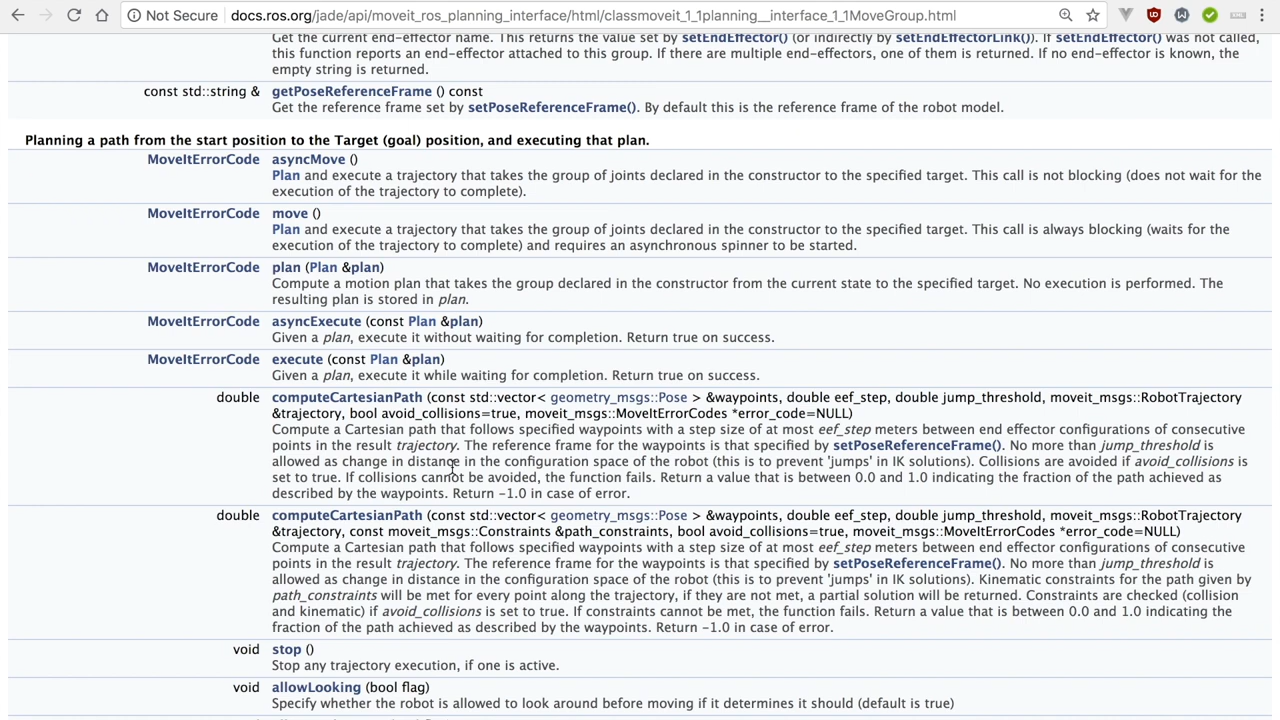 Not Secure | docs.ros.org/jade/api/moveit_ros_planning_interface/html/classmoveit_1_1planning__interface_1_1MoveGroup.html
Get the current end-effector name. This returns the value set by setEndEffector() (or indirectly by setEndEffectorLink()). If setEndEffector() was not called,
this function reports an end-effector attached to this group. If there are multiple end-effectors, one of them is returned. If no end-effector is known, the
empty string is returned.
const std::string & getPoseReferenceFrame () const
Get the reference frame set by setPoseReferenceFrame(). By default this is the reference frame of the robot model.
Planning a path from the start position to the Target (goal) position, and executing that plan.
MoveItErrorCode asyncMove ()
Plan and execute a trajectory that takes the group of joints declared in the constructor to the specified target. This call is not blocking (does not wait for the
execution of the trajectory to complete).
MoveItErrorCode move ()
Plan and execute a trajectory that takes the group of joints declared in the constructor to the specified target. This call is always blocking (waits for the
execution of the trajectory to complete) and requires an asynchronous spinner to be started.
MoveItErrorCode plan (Plan &plan)
Compute a motion plan that takes the group declared in the constructor from the current state to the specified target. No execution is performed. The
resulting plan is stored in plan.
MoveItErrorCode asyncExecute (const Plan &plan)
Given a plan, execute it without waiting for completion. Return true on success.
MoveItErrorCode execute (const Plan &plan)
Given a plan, execute it while waiting for completion. Return true on success.
double computeCartesianPath (const std::vector< geometry_msgs::Pose > &waypoints, double eef_step, double jump_threshold, moveit_msgs::RobotTrajectory
&trajectory, bool avoid_collisions=true, moveit_msgs::MoveItErrorCodes *error_code=NULL)
Compute a Cartesian path that follows specified waypoints with a step size of at most eef_step meters between end effector configurations of consecutive
points in the result trajectory. The reference frame for the waypoints is that specified by setPoseReferenceFrame(). No more than jump_threshold is
allowed as change in distance in the configuration space of the robot (this is to prevent 'jumps' in IK solutions). Collisions are avoided if avoid_collisions is
set to true. If collisions cannot be avoided, the function fails. Return a value that is between 0.0 and 1.0 indicating the fraction of the path achieved as
described by the waypoints. Return -1.0 in case of error.
double computeCartesianPath (const std::vector< geometry_msgs::Pose > &waypoints, double eef_step, double jump_threshold, moveit_msgs::RobotTrajectory
&trajectory, const moveit_msgs::Constraints &path_constraints, bool avoid_collisions=true, moveit_msgs::MoveItErrorCodes *error_code=NULL)
Compute a Cartesian path that follows specified waypoints with a step size of at most eef_step meters between end effector configurations of consecutive
points in the result trajectory. The reference frame for the waypoints is that specified by setPoseReferenceFrame(). No more than jump_threshold is
allowed as change in distance in the configuration space of the robot (this is to prevent 'jumps' in IK solutions). Kinematic constraints for the path given by
path_constraints will be met for every point along the trajectory, if they are not met, a partial solution will be returned. Constraints are checked (collision
and kinematic) if avoid_collisions is set to true. If constraints cannot be met, the function fails. Return a value that is between 0.0 and 1.0 indicating the
fraction of the path achieved as described by the waypoints. Return -1.0 in case of error.
void stop ()
Stop any trajectory execution, if one is active.
void allowLooking (bool flag)
Specify whether the robot is allowed to look around before moving if it determines it should (default is true)